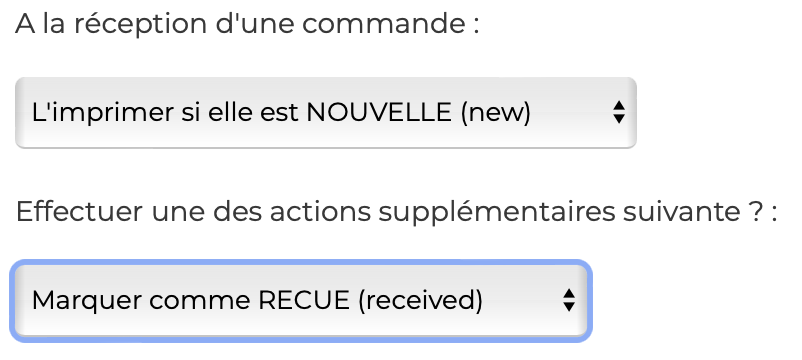 A la réception d'une commande :
L'imprimer si elle est NOUVELLE (new)
Effectuer une des actions supplémentaires suivante ? :
Marquer comme RECUE (received)